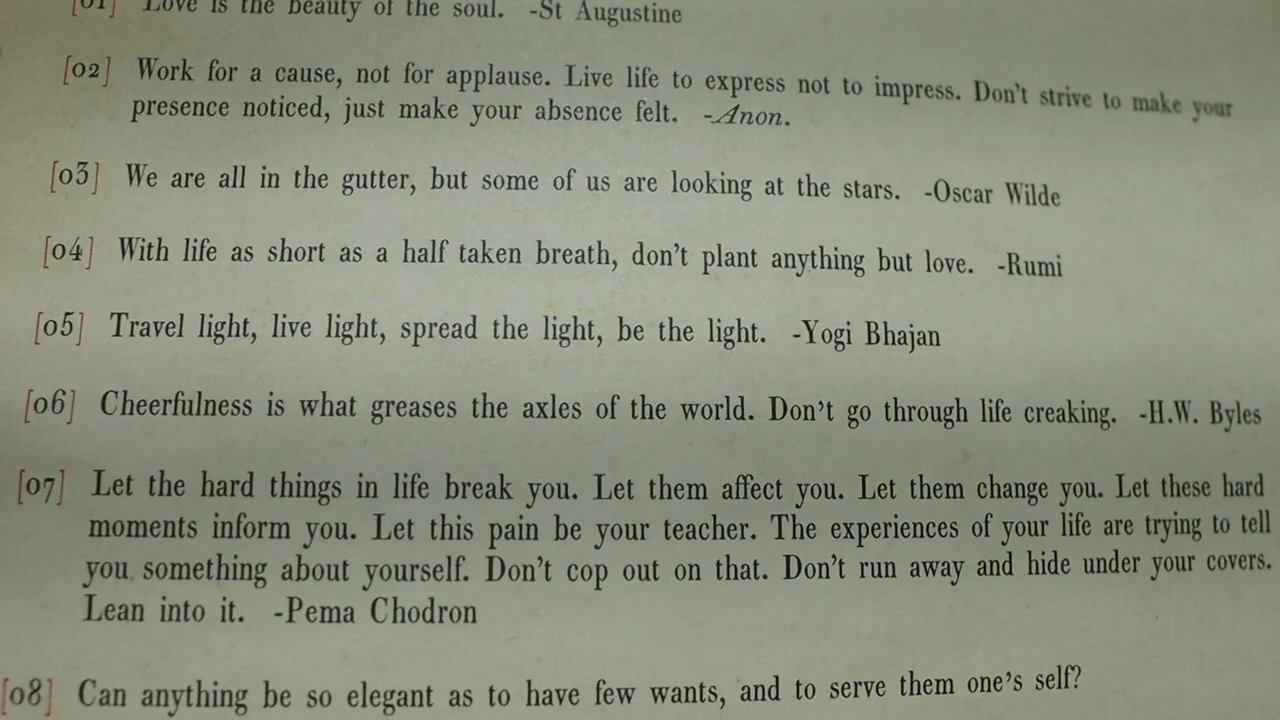 [01] Love is the beauty of the soul. -St Augustine
[02] Work for a cause, not for applause. Live life to express not to impress. Don't strive to make your
presence noticed, just make your absence felt. -Anon.
[03] We are all in the gutter, but some of us are looking at the stars. -Oscar Wilde
[04] With life as short as a half taken breath, don't plant anything but love. -Rumi
[05] Travel light, live light, spread the light, be the light. -Yogi Bhajan
[06] Cheerfulness is what greases the axles of the world. Don't go through life creaking. -H.W. Byles
[07] Let the hard things in life break you. Let them affect you. Let them change you. Let these hard
moments inform you. Let this pain be your teacher. The experiences of your life are trying to tell
you something about yourself. Don't cop out on that. Don't run away and hide under your covers.
Lean into it. -Pema Chodron
[08] Can anything be so elegant as to have few wants, and to serve them one's self?